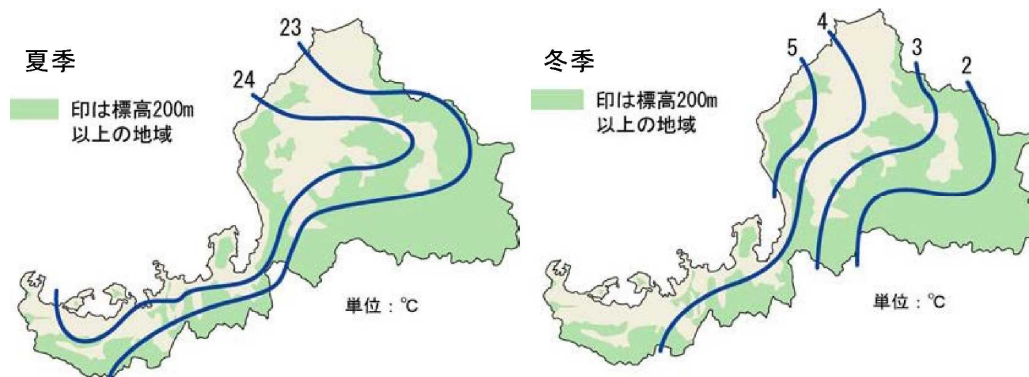 夏季
印は標高200m
以上の地域
23
24
単位：℃
冬季
印は標高200m
以上の地域
5
4
3
2
単位：℃